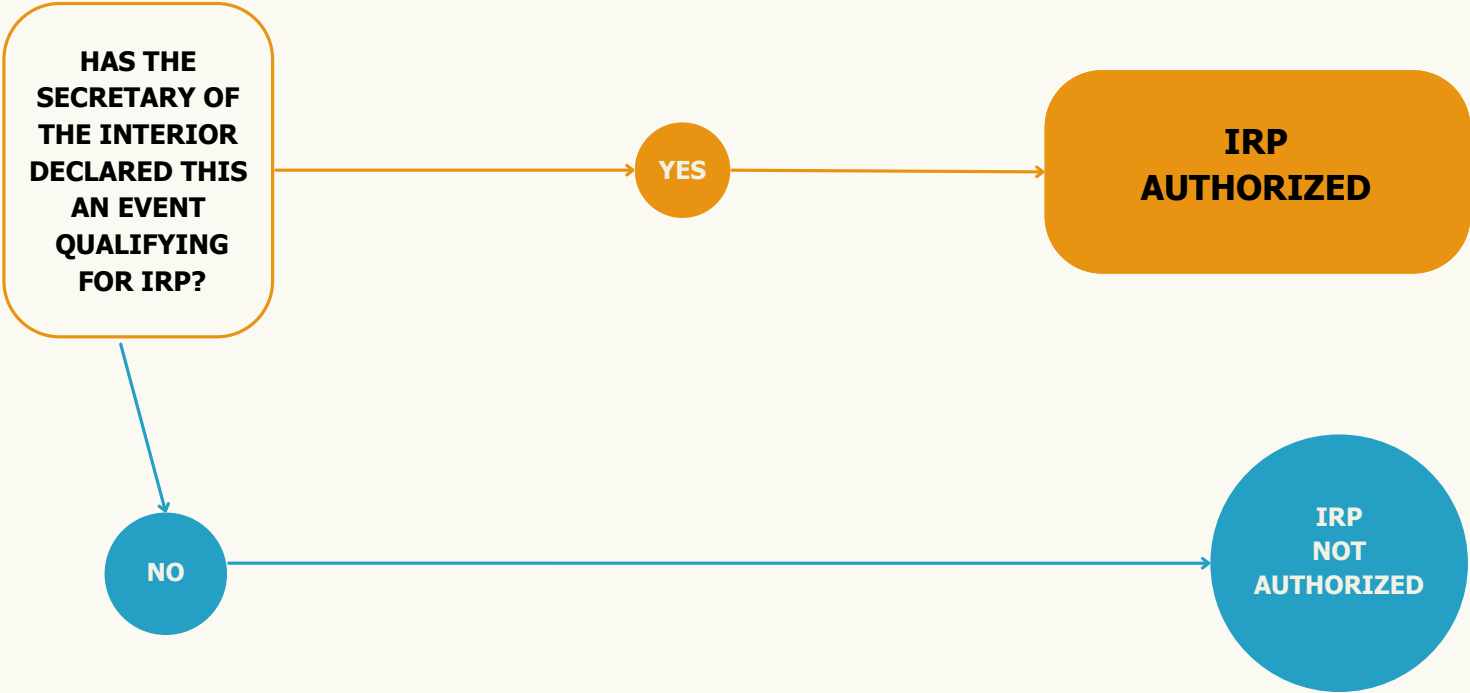 HAS THE
SECRETARY OF
THE INTERIOR
DECLARED THIS
AN EVENT
QUALIFYING
FOR IRP?
YES
IRP
AUTHORIZED
NO
IRP
NOT
AUTHORIZED